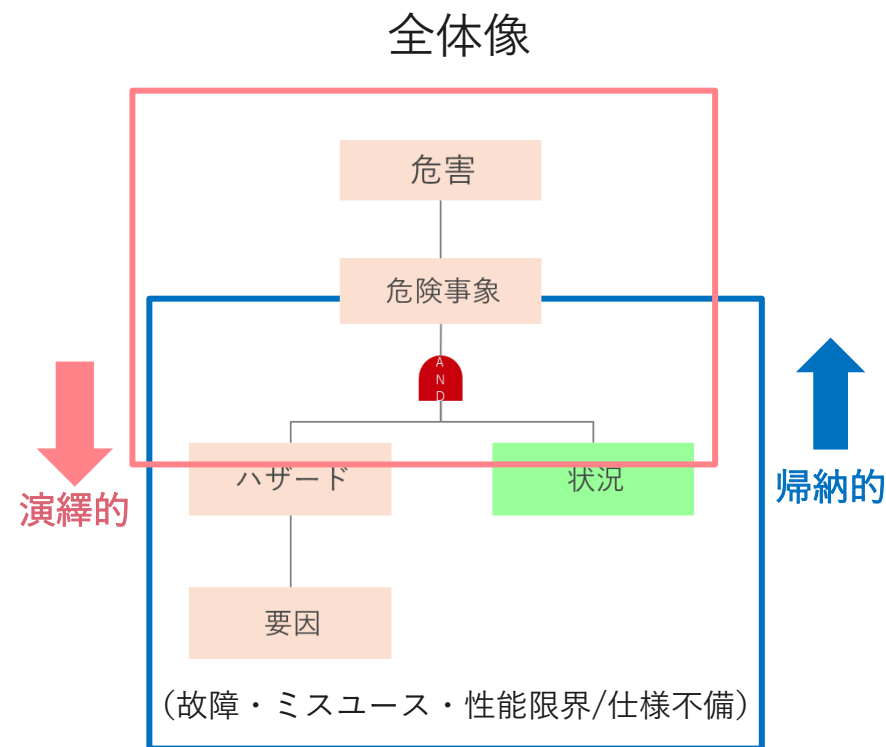 全体像
危害
危険事象
A
N
D
ハザード
状況
演繹的
帰納的
要因
(故障・ミスユース・性能限界/仕様不備)